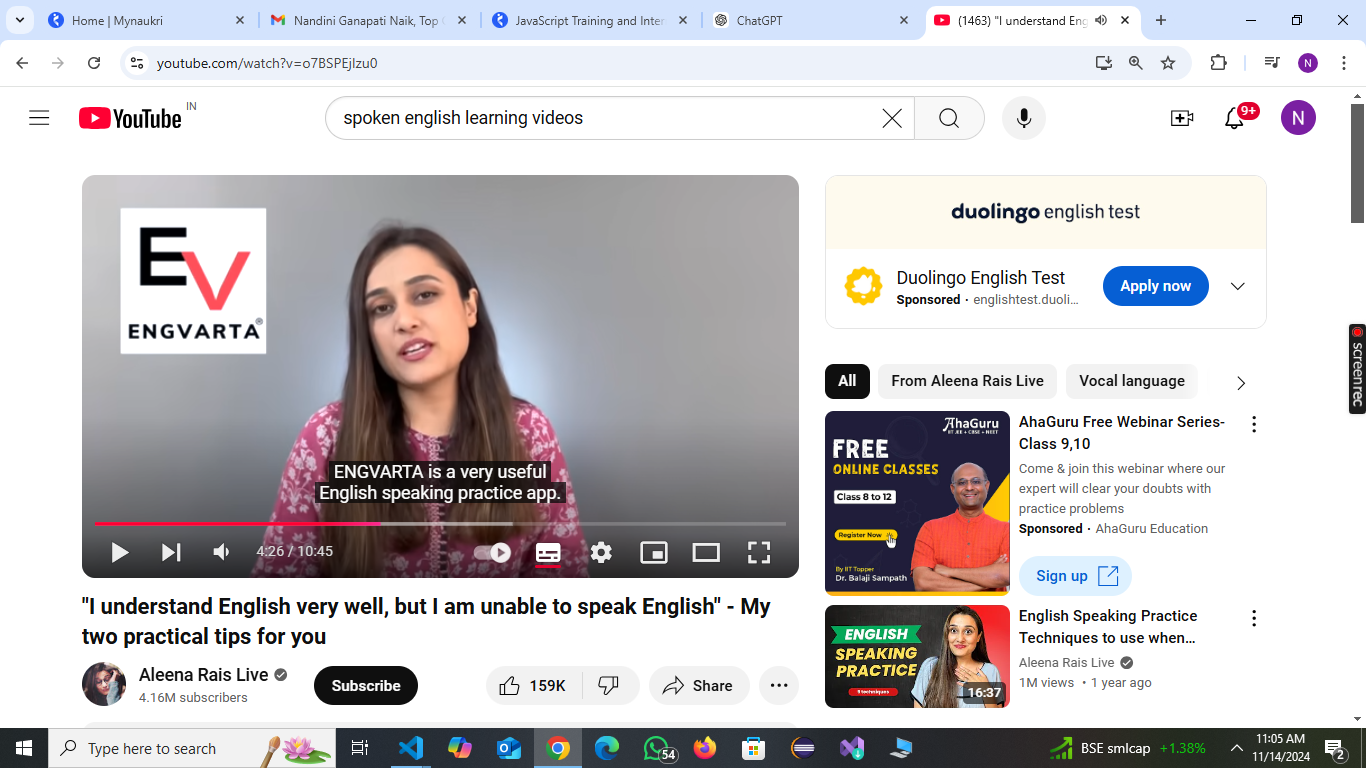 Home | Mynaukri
Nandini Ganapati Naik, Top
JavaScript Training and Inter
ChatGPT
(1463) "I understand Eng
youtube.com/watch?v=o7BSPEjIzu0
N
YouTube
IN
spoken english learning videos
9+
N
EV
ENGVARTA®
ENGVARTA is a very useful
English speaking practice app.
4:26 / 10:45
"I understand English very well, but I am unable to speak English" - My
two practical tips for you
Aleena Rais Live
4.16M subscribers
Subscribe
159K
Share
duolingo english test
Duolingo English Test
Sponsored · englishtest.duoli...
Apply now
All
From Aleena Rais Live
Vocal language
AhaGuru
IIT JEE • CBSE • NEET
FREE
ONLINE CLASSES
Class 8 to 12
Register Now
By IIT Topper
Dr. Balaji Sampath
AhaGuru Free Webinar Series-
Class 9,10
Come & join this webinar where our
expert will clear your doubts with
practice problems
Sponsored · AhaGuru Education
Sign up
ENGLISH
SPEAKING
PRACTICE
9 techniques
16:37
English Speaking Practice
Techniques to use when...
Aleena Rais Live
1M views • 1 year ago
screenrec
Type here to search
54
BSE smlcap +1.38%
11:05 AM
11/14/2024
2